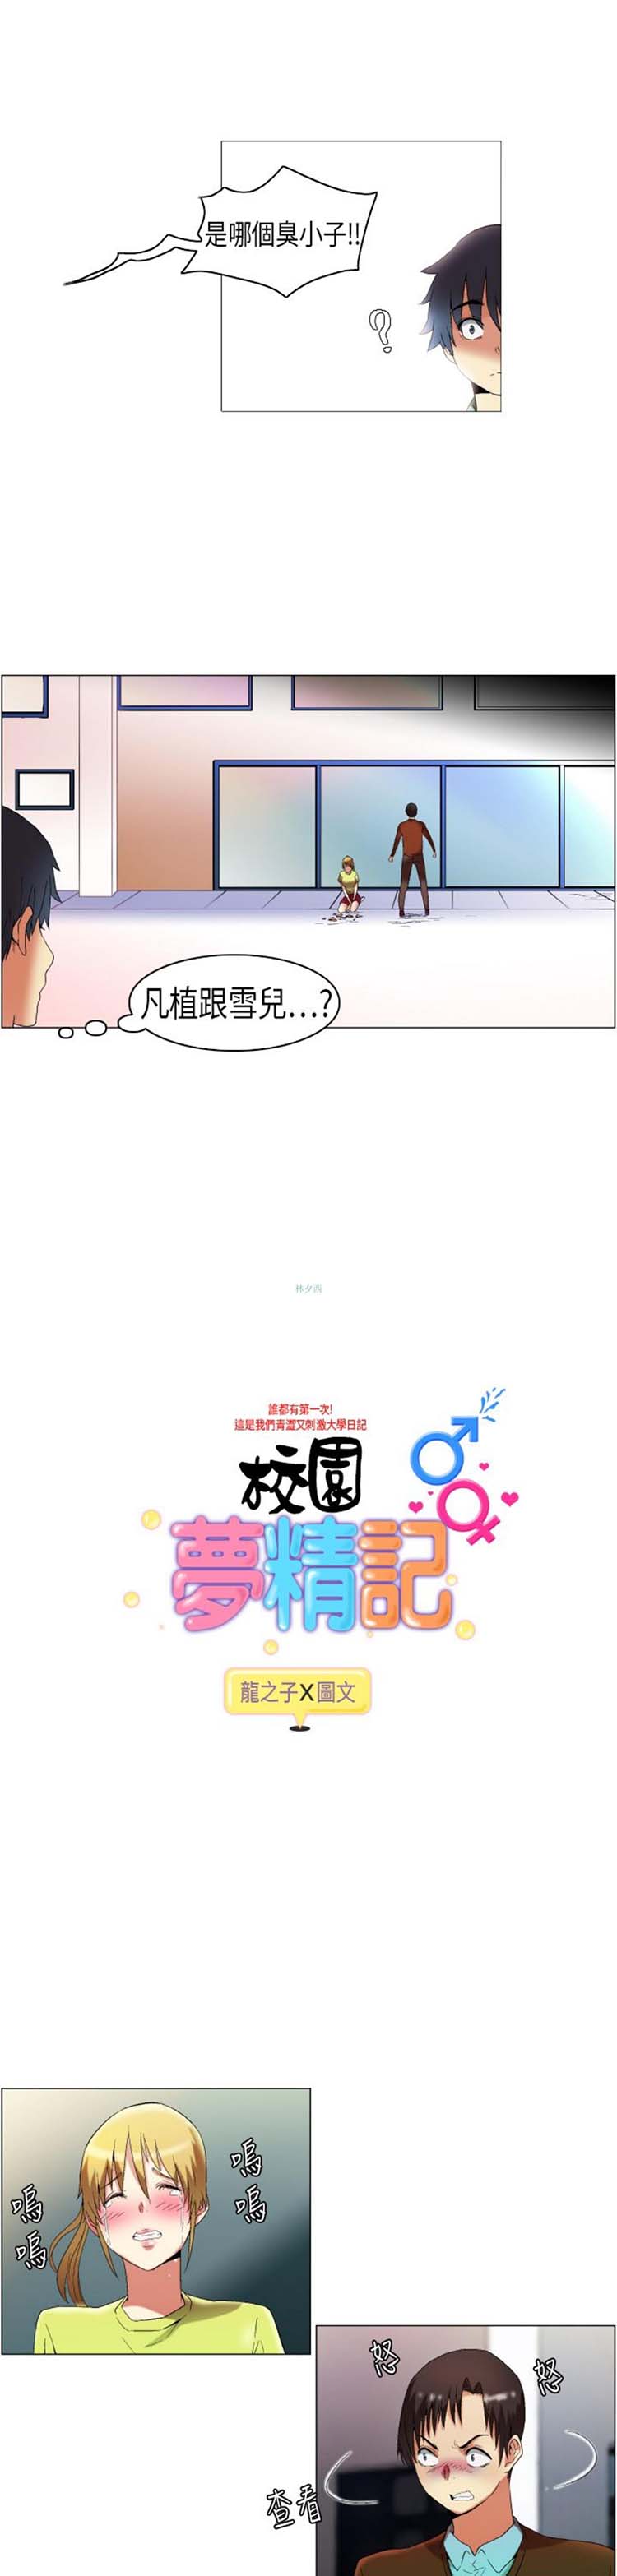 是哪個臭小子!!
?
凡植跟雪兒...?
林夕西
誰都有第一次!
這是我們青澀又刺激大學日記
校園
夢精記
龍之子X圖文
嗚
嗚
嗚
嗚
怒
怒
查看